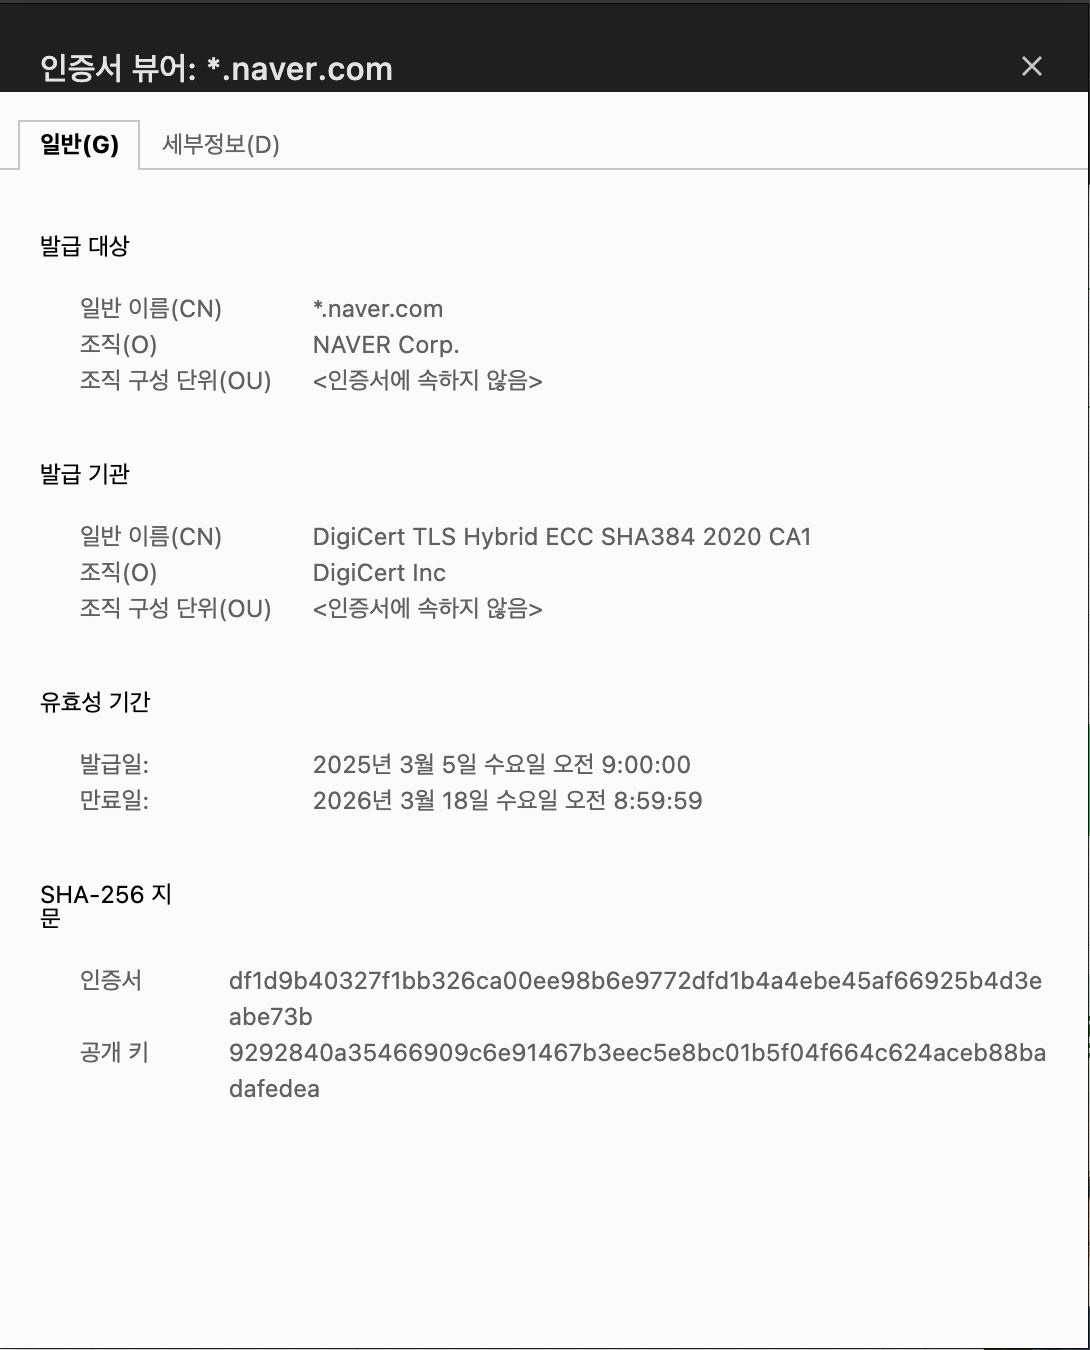 인증서 뷰어: *.naver.com
일반(G) 세부정보(D)
발급 대상
일반 이름(CN) *.naver.com
조직(O) NAVER Corp.
조직 구성 단위(OU) <인증서에 속하지 않음>
발급 기관
일반 이름(CN) DigiCert TLS Hybrid ECC SHA384 2020 CA1
조직(O) DigiCert Inc
조직 구성 단위(OU) <인증서에 속하지 않음>
유효성 기간
발급일: 2025년 3월 5일 수요일 오전 9:00:00
만료일: 2026년 3월 18일 수요일 오전 8:59:59
SHA-256 지
문
인증서 df1d9b40327f1bb326ca00ee98b6e9772dfd1b4a4ebe45af66925b4d3e
abe73b
공개 키 9292840a35466909c6e91467b3eec5e8bc01b5f04f664c624aceb88ba
dafedea